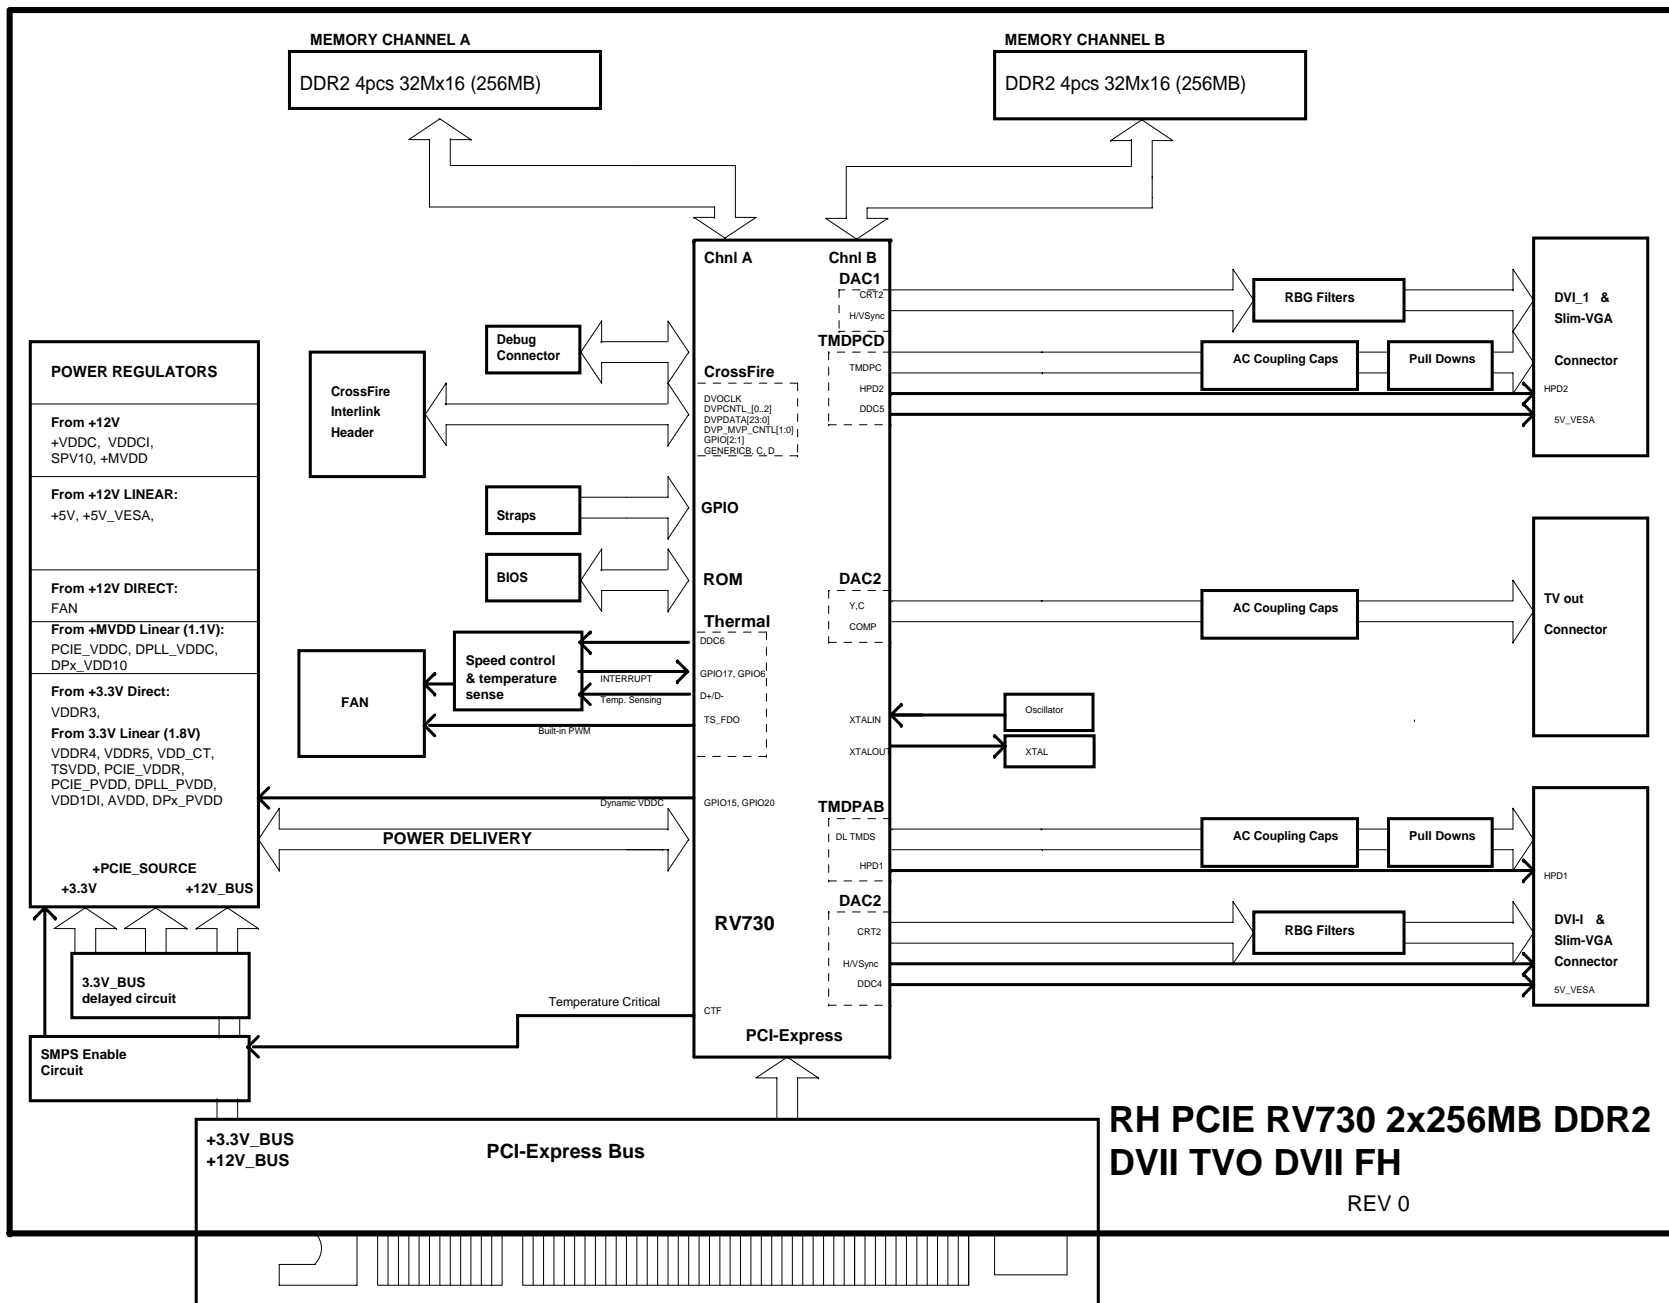 MEMORY CHANNEL A
DDR2 4pcs 32Mx16 (256MB)
MEMORY CHANNEL B
DDR2 4pcs 32Mx16 (256MB)
POWER REGULATORS
From +12V
+VDDC, VDDCI,
SPV10, +MVDD
From +12V LINEAR:
+5V, +5V_VESA,
From +12V DIRECT:
FAN
From +MVDD Linear (1.1V):
PCIE_VDDC, DPLL_VDDC,
DPx_VDD10
From +3.3V Direct:
VDDR3,
From 3.3V Linear (1.8V)
VDDR4, VDDR5, VDD_CT,
TSVDD, PCIE_VDDR,
PCIE_PVDD, DPLL_PVDD,
VDD1DI, AVDD, DPx_PVDD
+PCIE_SOURCE
+3.3V
+12V_BUS
3.3V_BUS
delayed circuit
SMPS Enable
Circuit
CrossFire
Interlink
Header
Debug
Connector
Straps
BIOS
Speed control
& temperature
sense
FAN
INTERRUPT
Temp. Sensing
Built-in PWM
Dynamic VDDC
POWER DELIVERY
Temperature Critical
Chnl A
CrossFire
DVOCLK
DVPCNTL_[0..2]
DVPDATA[23:0]
DVP_MVP_CNTL[1:0]
GPIO[2:1]
GENERICB, C, D
GPIO
ROM
Thermal
DDC6
GPIO17, GPIO6
D+/D-
TS_FDO
GPIO15, GPIO20
RV730
CTF
PCI-Express
Chnl B
DAC1
CRT2
H/VSync
TMDPCD
TMDPC
HPD2
DDC5
DAC2
Y,C
COMP
XTALIN
XTALOUT
TMDPAB
DL TMDS
HPD1
DAC2
CRT2
H/VSync
DDC4
RBG Filters
AC Coupling Caps
Pull Downs
DVI_1 &
Slim-VGA
Connector
HPD2
5V_VESA
AC Coupling Caps
TV out
Connector
Oscillator
XTAL
AC Coupling Caps
Pull Downs
RBG Filters
HPD1
DVI-I &
Slim-VGA
Connector
5V_VESA
+3.3V_BUS
+12V_BUS
PCI-Express Bus
RH PCIE RV730 2x256MB DDR2
DVII TVO DVII FH
REV 0